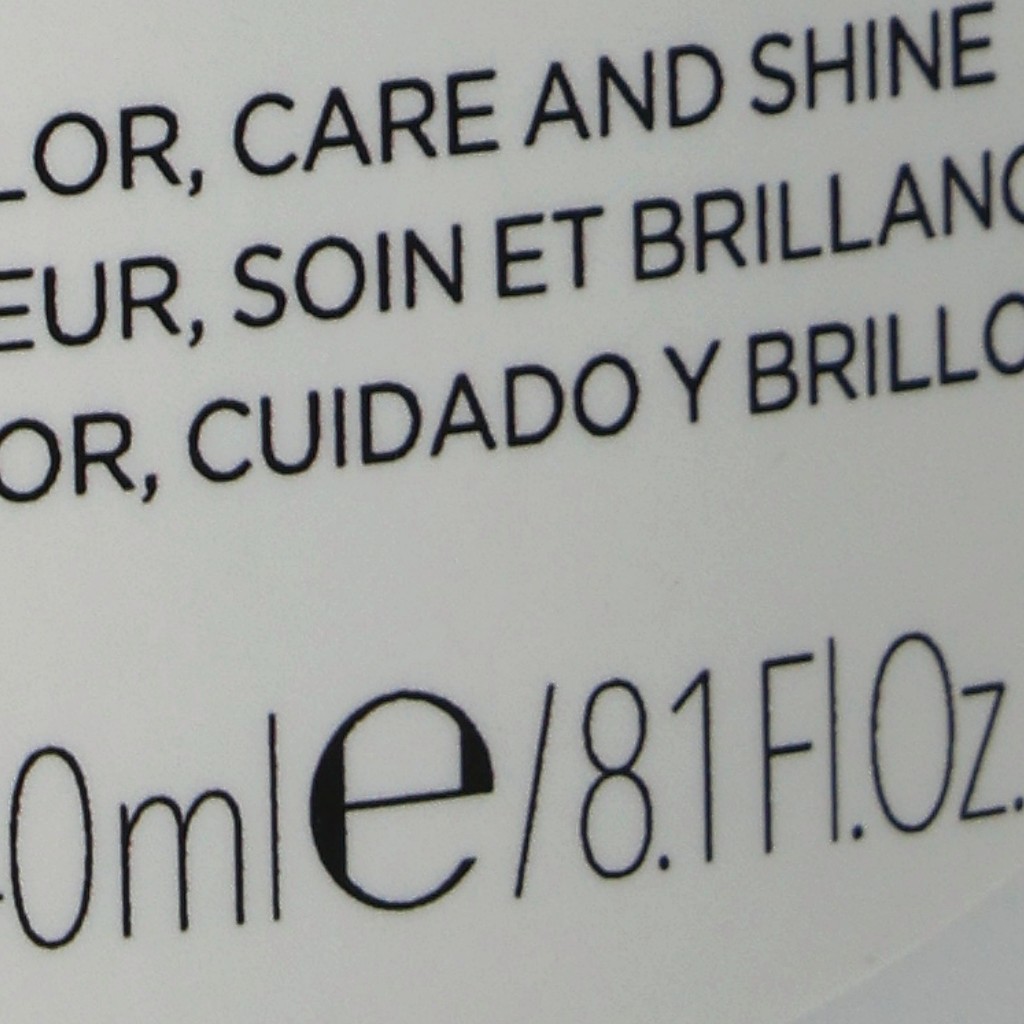 LOR, CARE AND SHINE
EUR, SOIN ET BRILLANC
OR, CUIDADO Y BRILLO
0ml e/8.1 Fl.Oz.